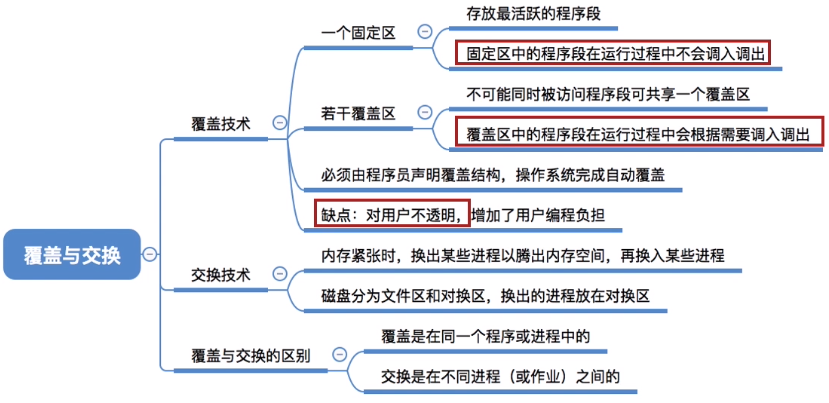 存放最活跃的程序段
一个固定区
固定区中的程序段在运行过程中不会调入调出
不可能同时被访问程序段可共享一个覆盖区
若干覆盖区
覆盖技术
覆盖区中的程序段在运行过程中会根据需要调入调出
必须由程序员声明覆盖结构，操作系统完成自动覆盖
缺点：对用户不透明，增加了用户编程负担
覆盖与交换
内存紧张时，换出某些进程以腾出内存空间，再换入某些进程
交换技术
磁盘分为文件区和对换区，换出的进程放在对换区
覆盖是在同一个程序或进程中的
覆盖与交换的区别
交换是在不同进程（或作业）之间的